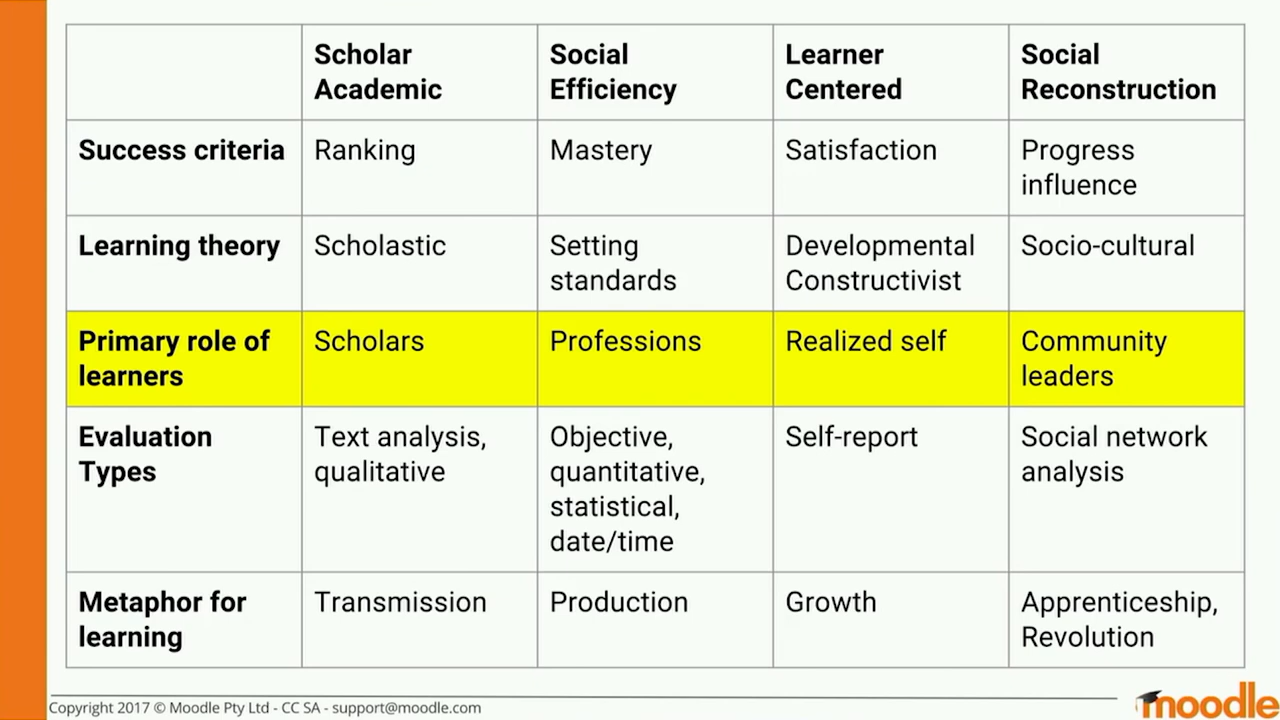 Scholar Academic
Social Efficiency
Learner Centered
Social Reconstruction
Success criteria
Ranking
Mastery
Satisfaction
Progress influence
Learning theory
Scholastic
Setting standards
Developmental Constructivist
Socio-cultural
Primary role of learners
Scholars
Professions
Realized self
Community leaders
Evaluation Types
Text analysis, qualitative
Objective, quantitative, statistical, date/time
Self-report
Social network analysis
Metaphor for learning
Transmission
Production
Growth
Apprenticeship, Revolution
Copyright 2017 © Moodle Pty Ltd - CC SA - support@moodle.com
moodle